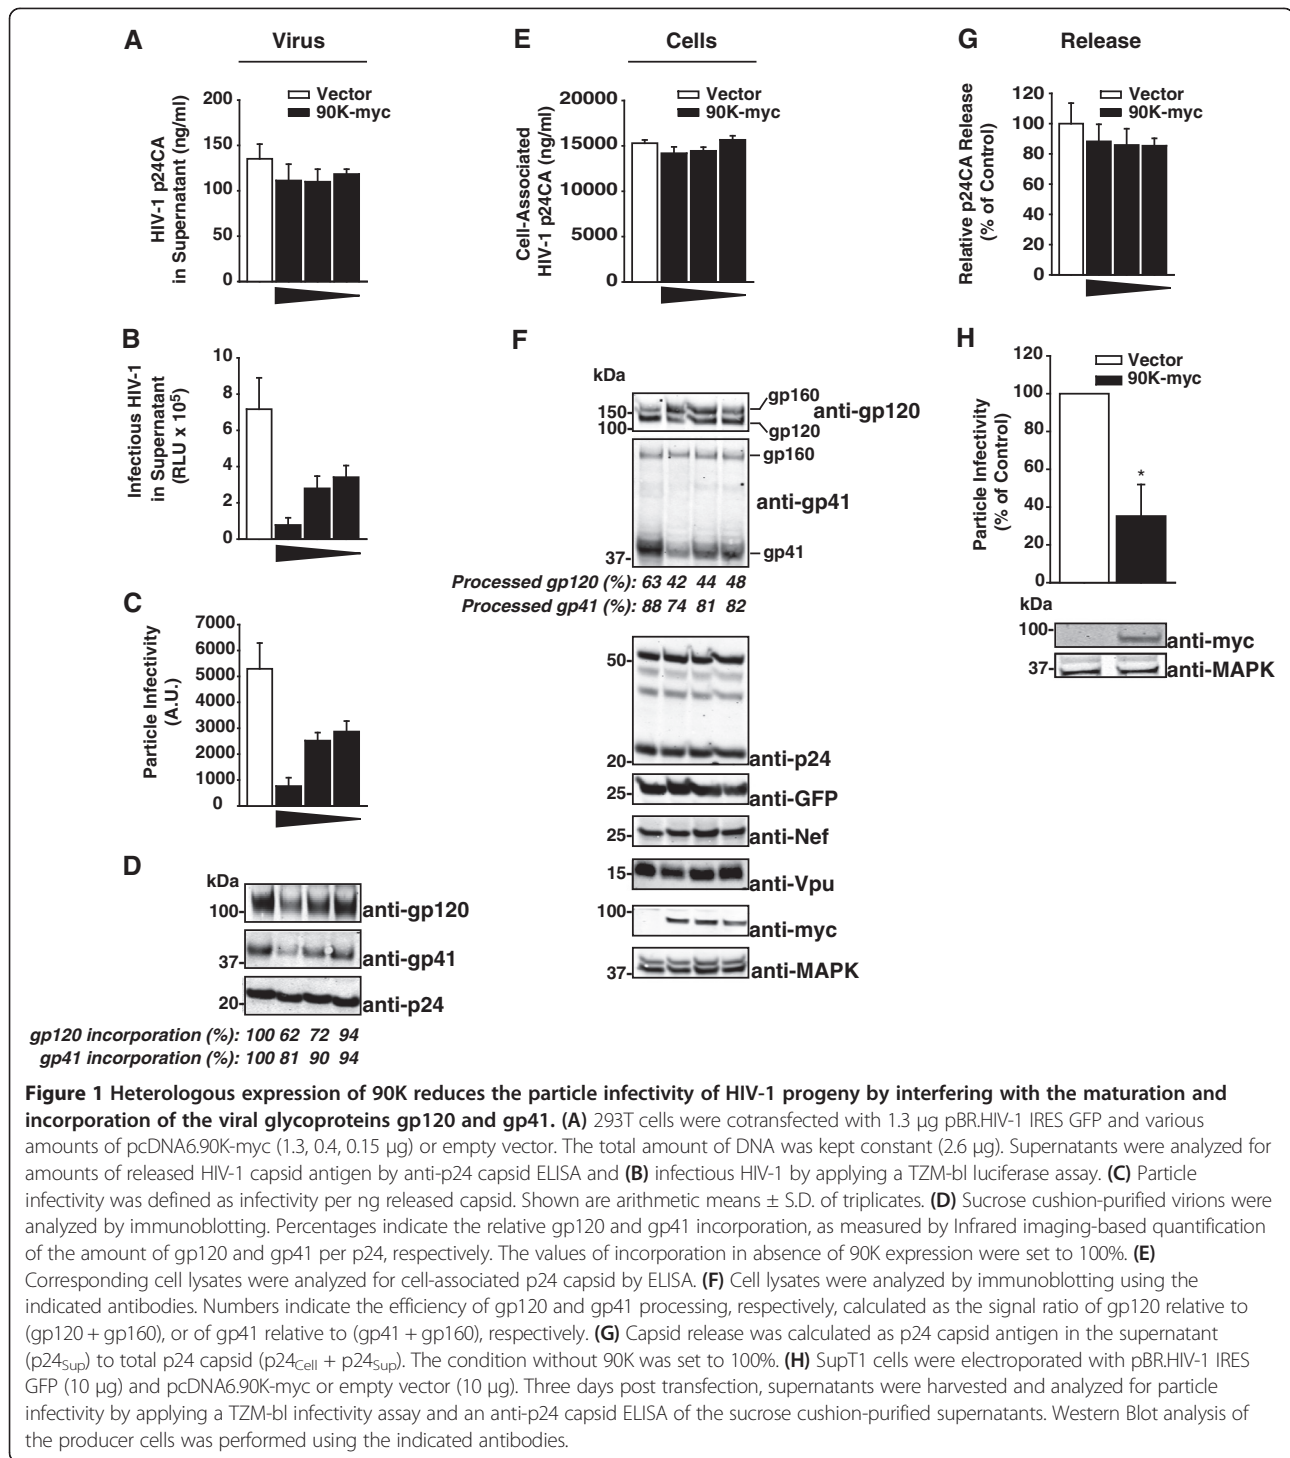 A
Virus
Vector
90K-myc
HIV-1 p24CA
in Supernatant (ng/ml)
200
150
100
50
0
B
Infectious HIV-1
in Supernatant
(RLU x 10⁵)
10
8
6
4
2
0
C
Particle Infectivity
(A.U.)
7000
6000
5000
4000
3000
2000
1000
0
D
kDa
100-
anti-gp120
37-
anti-gp41
20-
anti-p24
gp120 incorporation (%): 100 62 72 94
gp41 incorporation (%): 100 81 90 94
E
Cells
Vector
90K-myc
Cell-Associated
HIV-1 p24CA (ng/ml)
20000
15000
10000
5000
0
F
kDa
150-
100-
gp160
anti-gp120
gp120
gp160
anti-gp41
37-
gp41
Processed gp120 (%): 63 42 44 48
Processed gp41 (%): 88 74 81 82
50-
20-
anti-p24
25-
anti-GFP
25-
anti-Nef
15-
anti-Vpu
100-
anti-myc
37-
anti-MAPK
G
Release
Vector
90K-myc
Relative p24CA Release
(% of Control)
120
100
80
60
40
20
0
H
Vector
90K-myc
Particle Infectivity
(% of Control)
120
100
80
60
40
20
0
*
kDa
100-
anti-myc
37-
anti-MAPK
Figure 1 Heterologous expression of 90K reduces the particle infectivity of HIV-1 progeny by interfering with the maturation and
incorporation of the viral glycoproteins gp120 and gp41. (A) 293T cells were cotransfected with 1.3 μg pBR.HIV-1 IRES GFP and various
amounts of pcDNA6.90K-myc (1.3, 0.4, 0.15 μg) or empty vector. The total amount of DNA was kept constant (2.6 μg). Supernatants were analyzed for
amounts of released HIV-1 capsid antigen by anti-p24 capsid ELISA and (B) infectious HIV-1 by applying a TZM-bl luciferase assay. (C) Particle
infectivity was defined as infectivity per ng released capsid. Shown are arithmetic means ± S.D. of triplicates. (D) Sucrose cushion-purified virions were
analyzed by immunoblotting. Percentages indicate the relative gp120 and gp41 incorporation, as measured by Infrared imaging-based quantification
of the amount of gp120 and gp41 per p24, respectively. The values of incorporation in absence of 90K expression were set to 100%. (E)
Corresponding cell lysates were analyzed for cell-associated p24 capsid by ELISA. (F) Cell lysates were analyzed by immunoblotting using the
indicated antibodies. Numbers indicate the efficiency of gp120 and gp41 processing, respectively, calculated as the signal ratio of gp120 relative to
(gp120 + gp160), or of gp41 relative to (gp41 + gp160), respectively. (G) Capsid release was calculated as p24 capsid antigen in the supernatant
(p24Sup) to total p24 capsid (p24Cell + p24Sup). The condition without 90K was set to 100%. (H) SupT1 cells were electroporated with pBR.HIV-1 IRES
GFP (10 μg) and pcDNA6.90K-myc or empty vector (10 μg). Three days post transfection, supernatants were harvested and analyzed for particle
infectivity by applying a TZM-bl infectivity assay and an anti-p24 capsid ELISA of the sucrose cushion-purified supernatants. Western Blot analysis of
the producer cells was performed using the indicated antibodies.